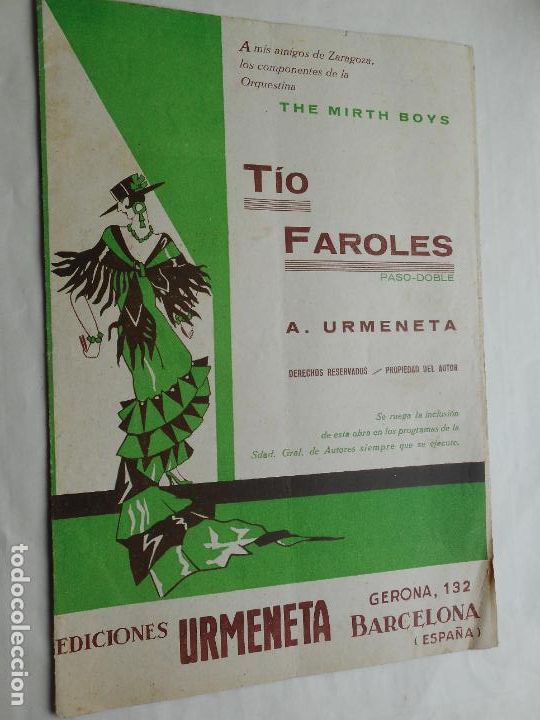 A mis amigos de Zaragoza,
los componentes de la
Orquestina
THE MIRTH BOYS
TÍO
FAROLES
PASO-DOBLE
A. URMENETA
DERECHOS RESERVADOS / PROPIEDAD DEL AUTOR
Se ruega la inclusión
de esta obra en los programas de la
Sdad. Gral. de Autores siempre que se ejecute.
EDICIONES URMENETA
GERONA, 132
BARCELONA
(ESPAÑA)
todocoleccion.net